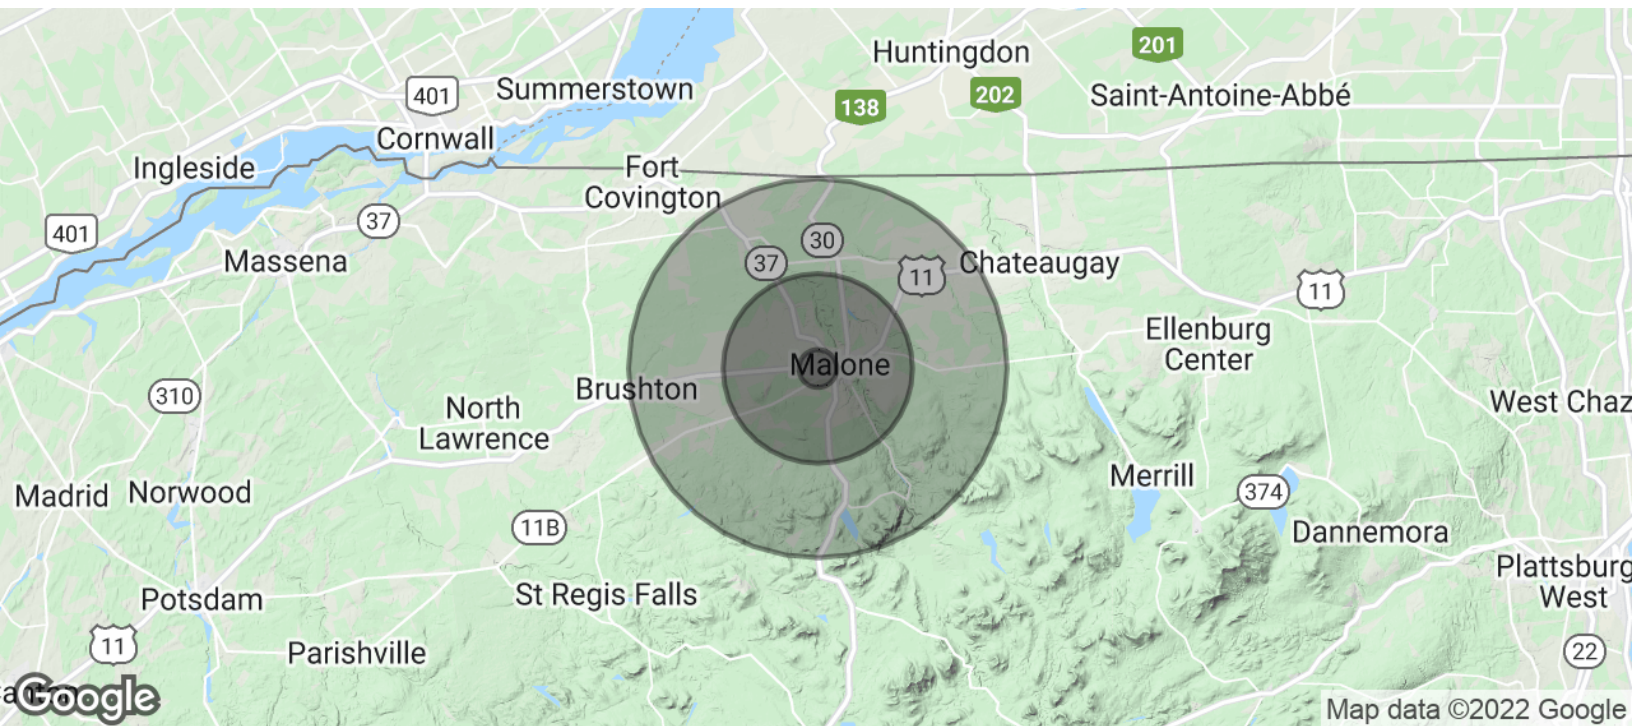 Huntingdon
201
401
Summerstown
138
202
Saint-Antoine-Abbé
Cornwall
Ingleside
Fort
Covington
401
37
30
Massena
37
11
Chateaugay
11
Ellenburg
Center
Malone
Brushton
310
North
Lawrence
West Chaz
Madrid
Norwood
Merrill
374
11B
Dannemora
Potsdam
St Regis Falls
Plattsburg
West
11
Parishville
22
Google
Map data ©2022 Google